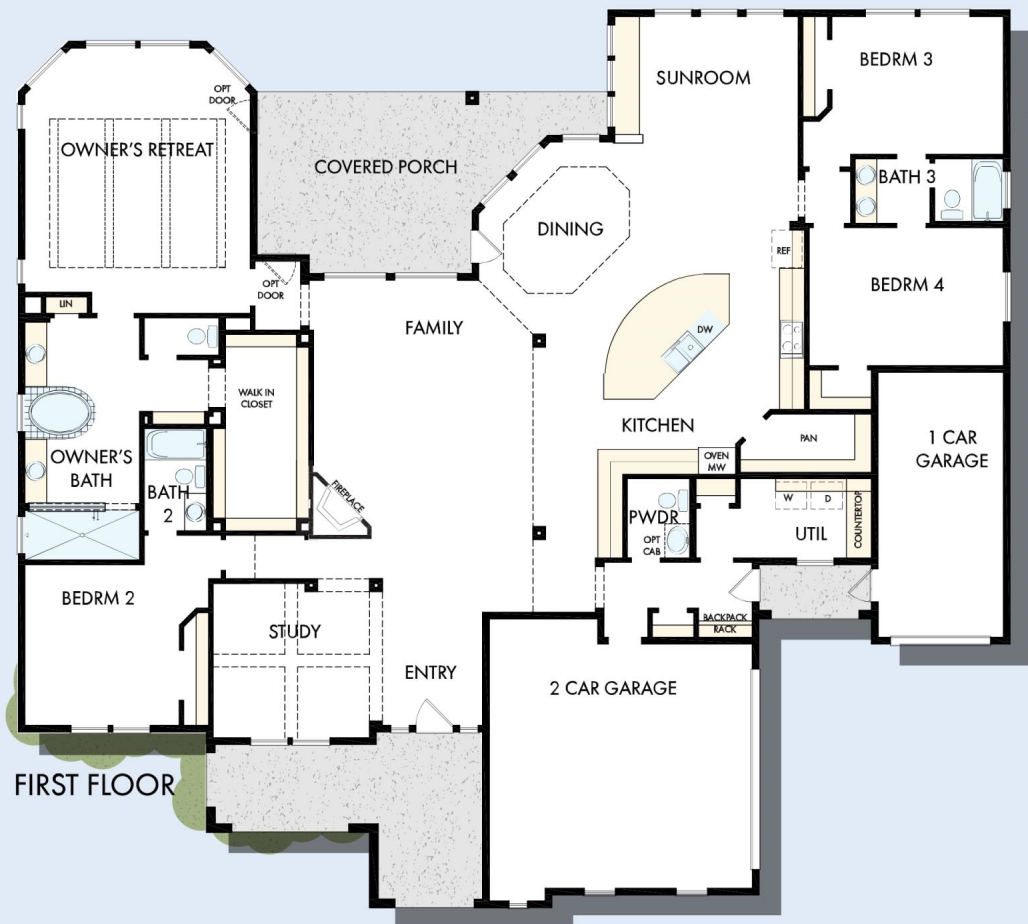 SUNROOM
BEDRM 3
OPT
DOOR
OWNER'S RETREAT
COVERED PORCH
BATH 3
DINING
REF
OPT
DOOR
BEDRM 4
LIN
FAMILY
DW
WALK IN
CLOSET
KITCHEN
PAN
1 CAR
GARAGE
OWNER'S
BATH
OVEN
MW
BATH
2
FIREPLACE
W
D
COUNTERTOP
PWDR
OPT
CAB
UTIL
BEDRM 2
STUDY
BACKPACK
RACK
ENTRY
2 CAR GARAGE
FIRST FLOOR